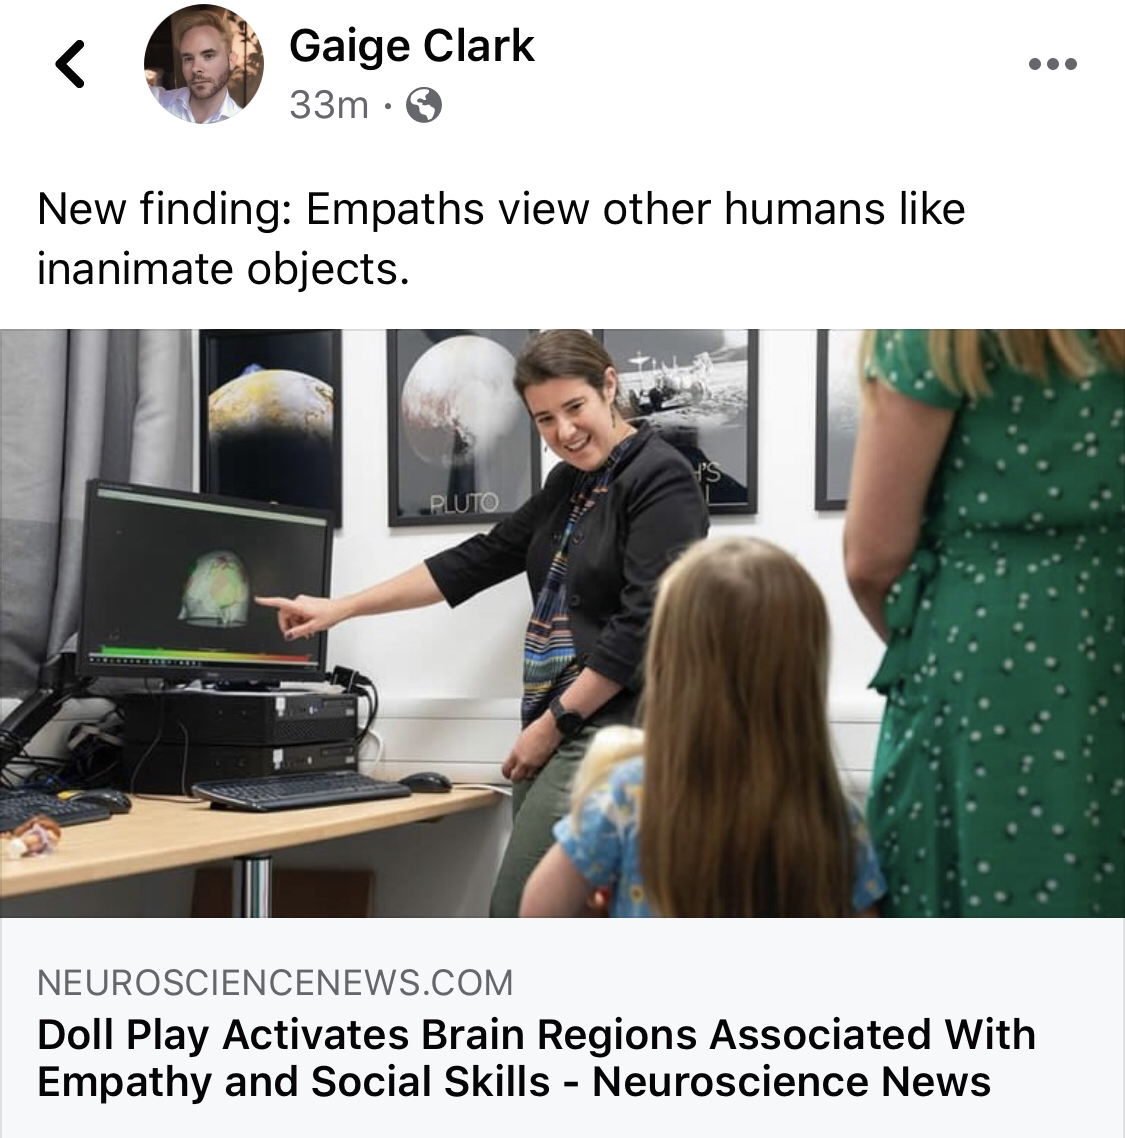 Gaige Clark
33m ·
New finding: Empaths view other humans like
inanimate objects.
PLUTO
H'S
NEUROSCIENCENEWS.COM
Doll Play Activates Brain Regions Associated With
Empathy and Social Skills - Neuroscience News